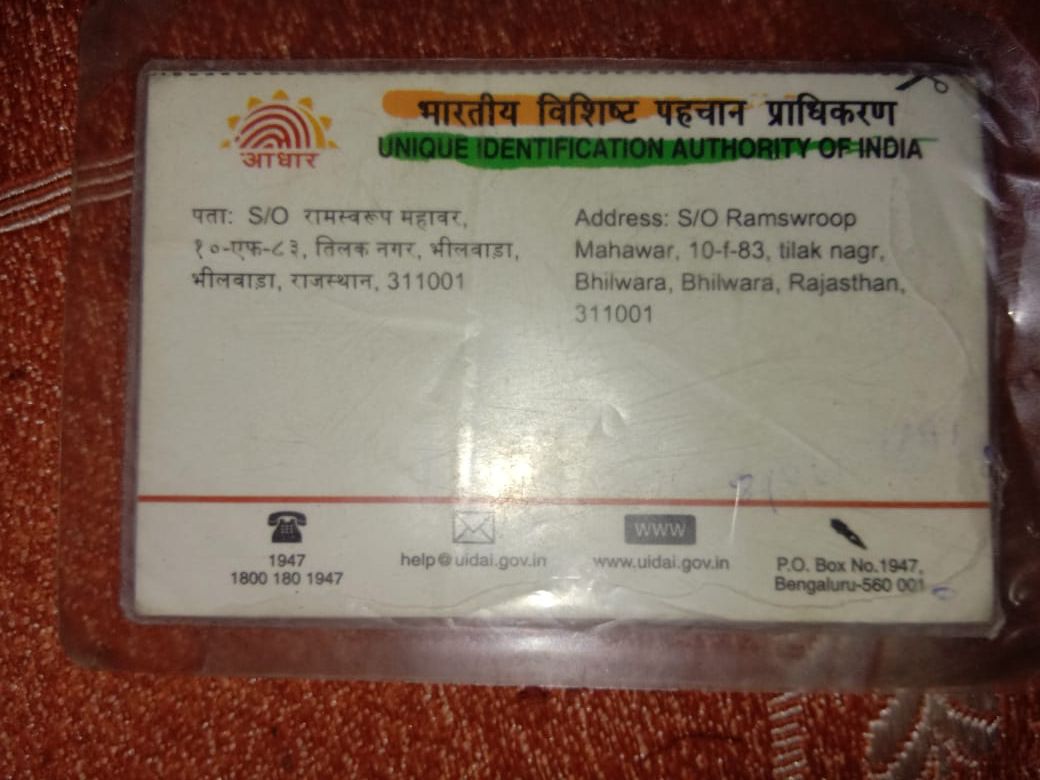 भारतीय विशिष्ट पहचान प्राधिकरण
UNIQUE IDENTIFICATION AUTHORITY OF INDIA
आधार
पता: S/O रामस्वरूप महावर,
१०-एफ-८३, तिलक नगर, भीलवाडा,
भीलवाड़ा, राजस्थान, 311001
Address: S/O Ramswroop
Mahawar, 10-f-83, tilak nagr,
Bhilwara, Bhilwara, Rajasthan,
311001
1947
1800 180 1947
help@uidai.gov.in
www
www.uidai.gov.in
P.O. Box No.1947,
Bengaluru-560 001